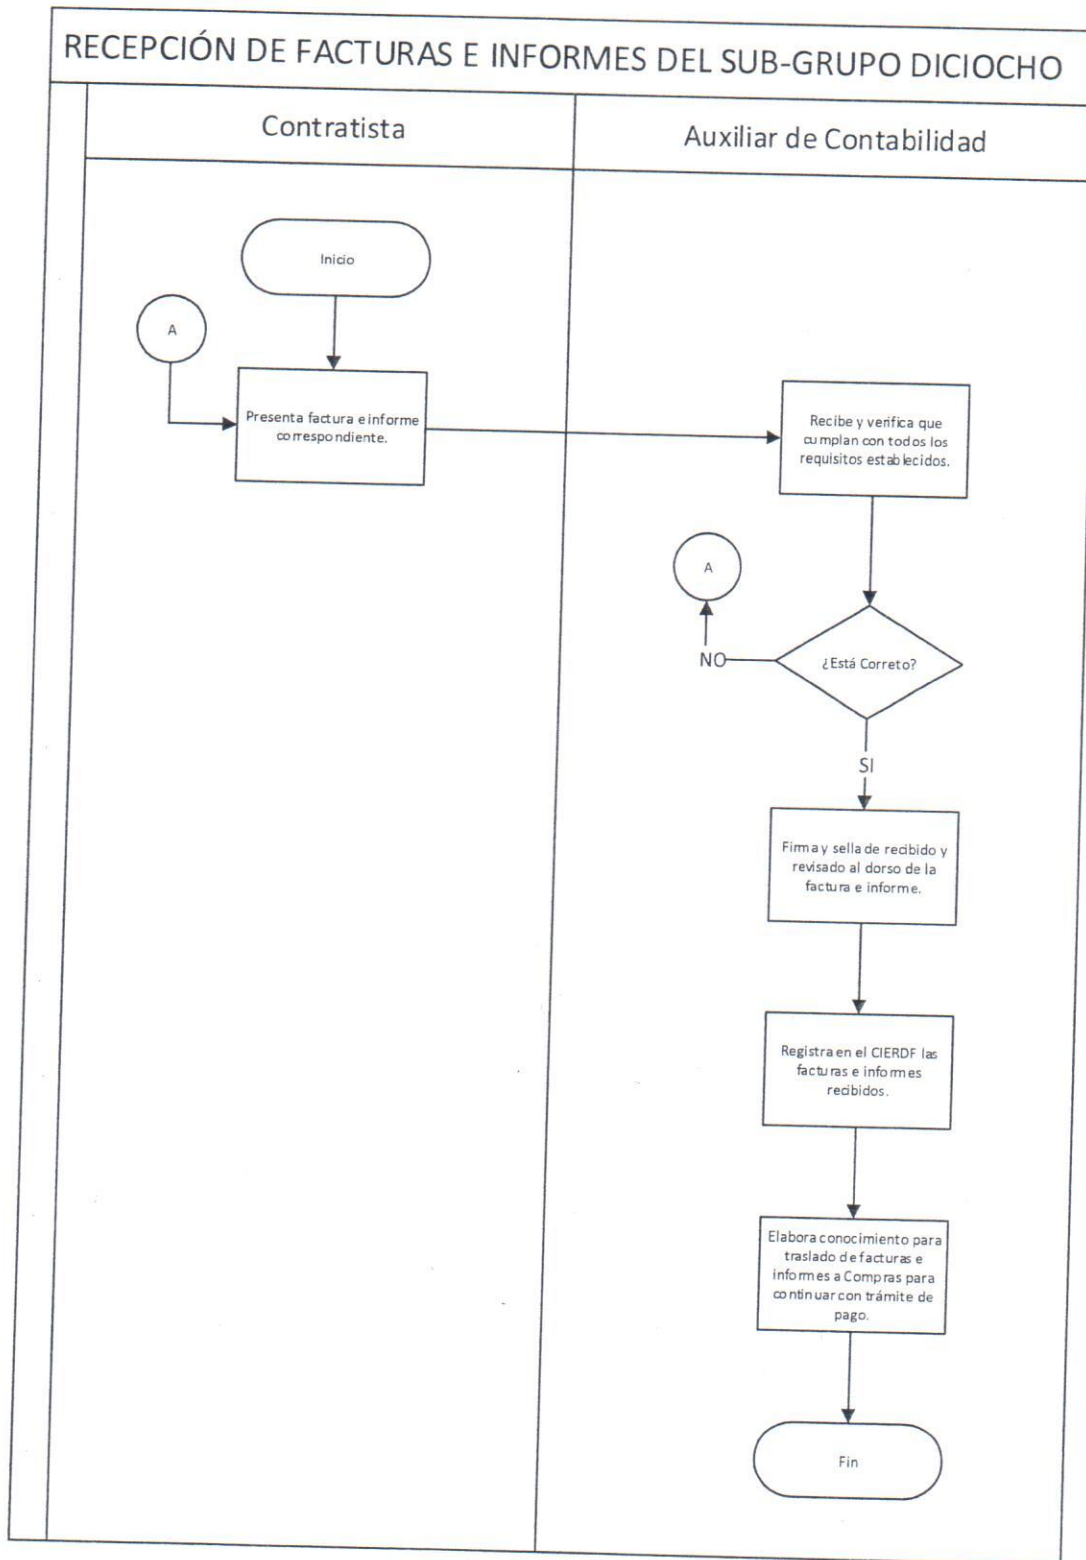 RECEPCIÓN DE FACTURAS E INFORMES DEL SUB-GRUPO DICIOCHO
Contratista
Auxiliar de Contabilidad
Inicio
A
Presenta factura e informe
correspondiente.
Recibe y verifica que
cumplan con todos los
requisitos establecidos.
A
NO
¿Está Correto?
SI
Firma y sella de recibido y
revisado al dorso de la
factura e informe.
Registra en el CIERDF las
facturas e informes
recibidos.
Elabora conocimiento para
traslado de facturas e
informes a Compras para
continuar con trámite de
pago.
Fin